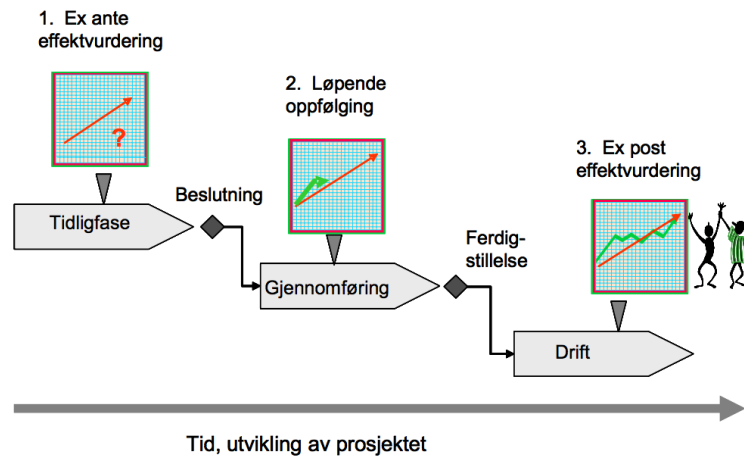 1. Ex ante
effektvurdering
?
2. Løpende
oppfølging
3. Ex post
effektvurdering
Beslutning
Tidligfase
Ferdig-
stillelse
Gjennomføring
Drift
Tid, utvikling av prosjektet